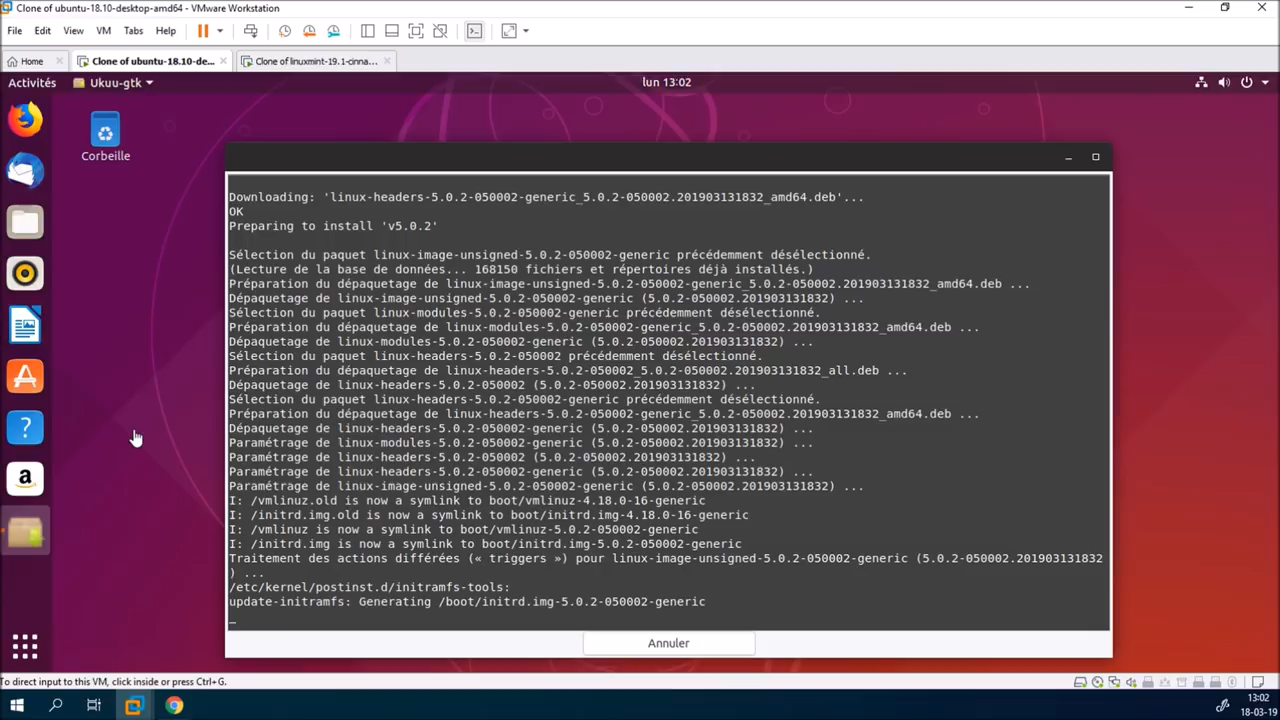 Clone of ubuntu-18.10-desktop-amd64 - VMware Workstation
File Edit View VM Tabs Help
Home Clone of ubuntu-18.10-de... Clone of linuxmint-19.1-cinna...
Activités Ukuu-gtk lun 13:02
Corbeille
Downloading: 'linux-headers-5.0.2-050002-generic_5.0.2-050002.201903131832_amd64.deb'...
OK
Preparing to install 'v5.0.2'
Sélection du paquet linux-image-unsigned-5.0.2-050002-generic précédemment désélectionné.
(Lecture de la base de données... 168150 fichiers et répertoires déjà installés.)
Préparation du dépaquetage de linux-image-unsigned-5.0.2-050002-generic_5.0.2-050002.201903131832_amd64.deb ...
Dépaquetage de linux-image-unsigned-5.0.2-050002-generic (5.0.2-050002.201903131832) ...
Sélection du paquet linux-modules-5.0.2-050002-generic précédemment désélectionné.
Préparation du dépaquetage de linux-modules-5.0.2-050002-generic_5.0.2-050002.201903131832_amd64.deb ...
Dépaquetage de linux-modules-5.0.2-050002-generic (5.0.2-050002.201903131832) ...
Sélection du paquet linux-headers-5.0.2-050002 précédemment désélectionné.
Préparation du dépaquetage de linux-headers-5.0.2-050002_5.0.2-050002.201903131832_all.deb ...
Dépaquetage de linux-headers-5.0.2-050002 (5.0.2-050002.201903131832) ...
Sélection du paquet linux-headers-5.0.2-050002-generic précédemment désélectionné.
Préparation du dépaquetage de linux-headers-5.0.2-050002-generic_5.0.2-050002.201903131832_amd64.deb ...
Dépaquetage de linux-headers-5.0.2-050002-generic (5.0.2-050002.201903131832) ...
Paramétrage de linux-modules-5.0.2-050002-generic (5.0.2-050002.201903131832) ...
Paramétrage de linux-headers-5.0.2-050002 (5.0.2-050002.201903131832) ...
Paramétrage de linux-headers-5.0.2-050002-generic (5.0.2-050002.201903131832) ...
Paramétrage de linux-image-unsigned-5.0.2-050002-generic (5.0.2-050002.201903131832) ...
I: /vmlinuz.old is now a symlink to boot/vmlinuz-4.18.0-16-generic
I: /initrd.img.old is now a symlink to boot/initrd.img-4.18.0-16-generic
I: /vmlinuz is now a symlink to boot/vmlinuz-5.0.2-050002-generic
I: /initrd.img is now a symlink to boot/initrd.img-5.0.2-050002-generic
Traitement des actions différées (« triggers ») pour linux-image-unsigned-5.0.2-050002-generic (5.0.2-050002.201903131832
) ...
/etc/kernel/postinst.d/initramfs-tools:
update-initramfs: Generating /boot/initrd.img-5.0.2-050002-generic
Annuler
To direct input to this VM, click inside or press Ctrl+G.
13:02
18-03-19